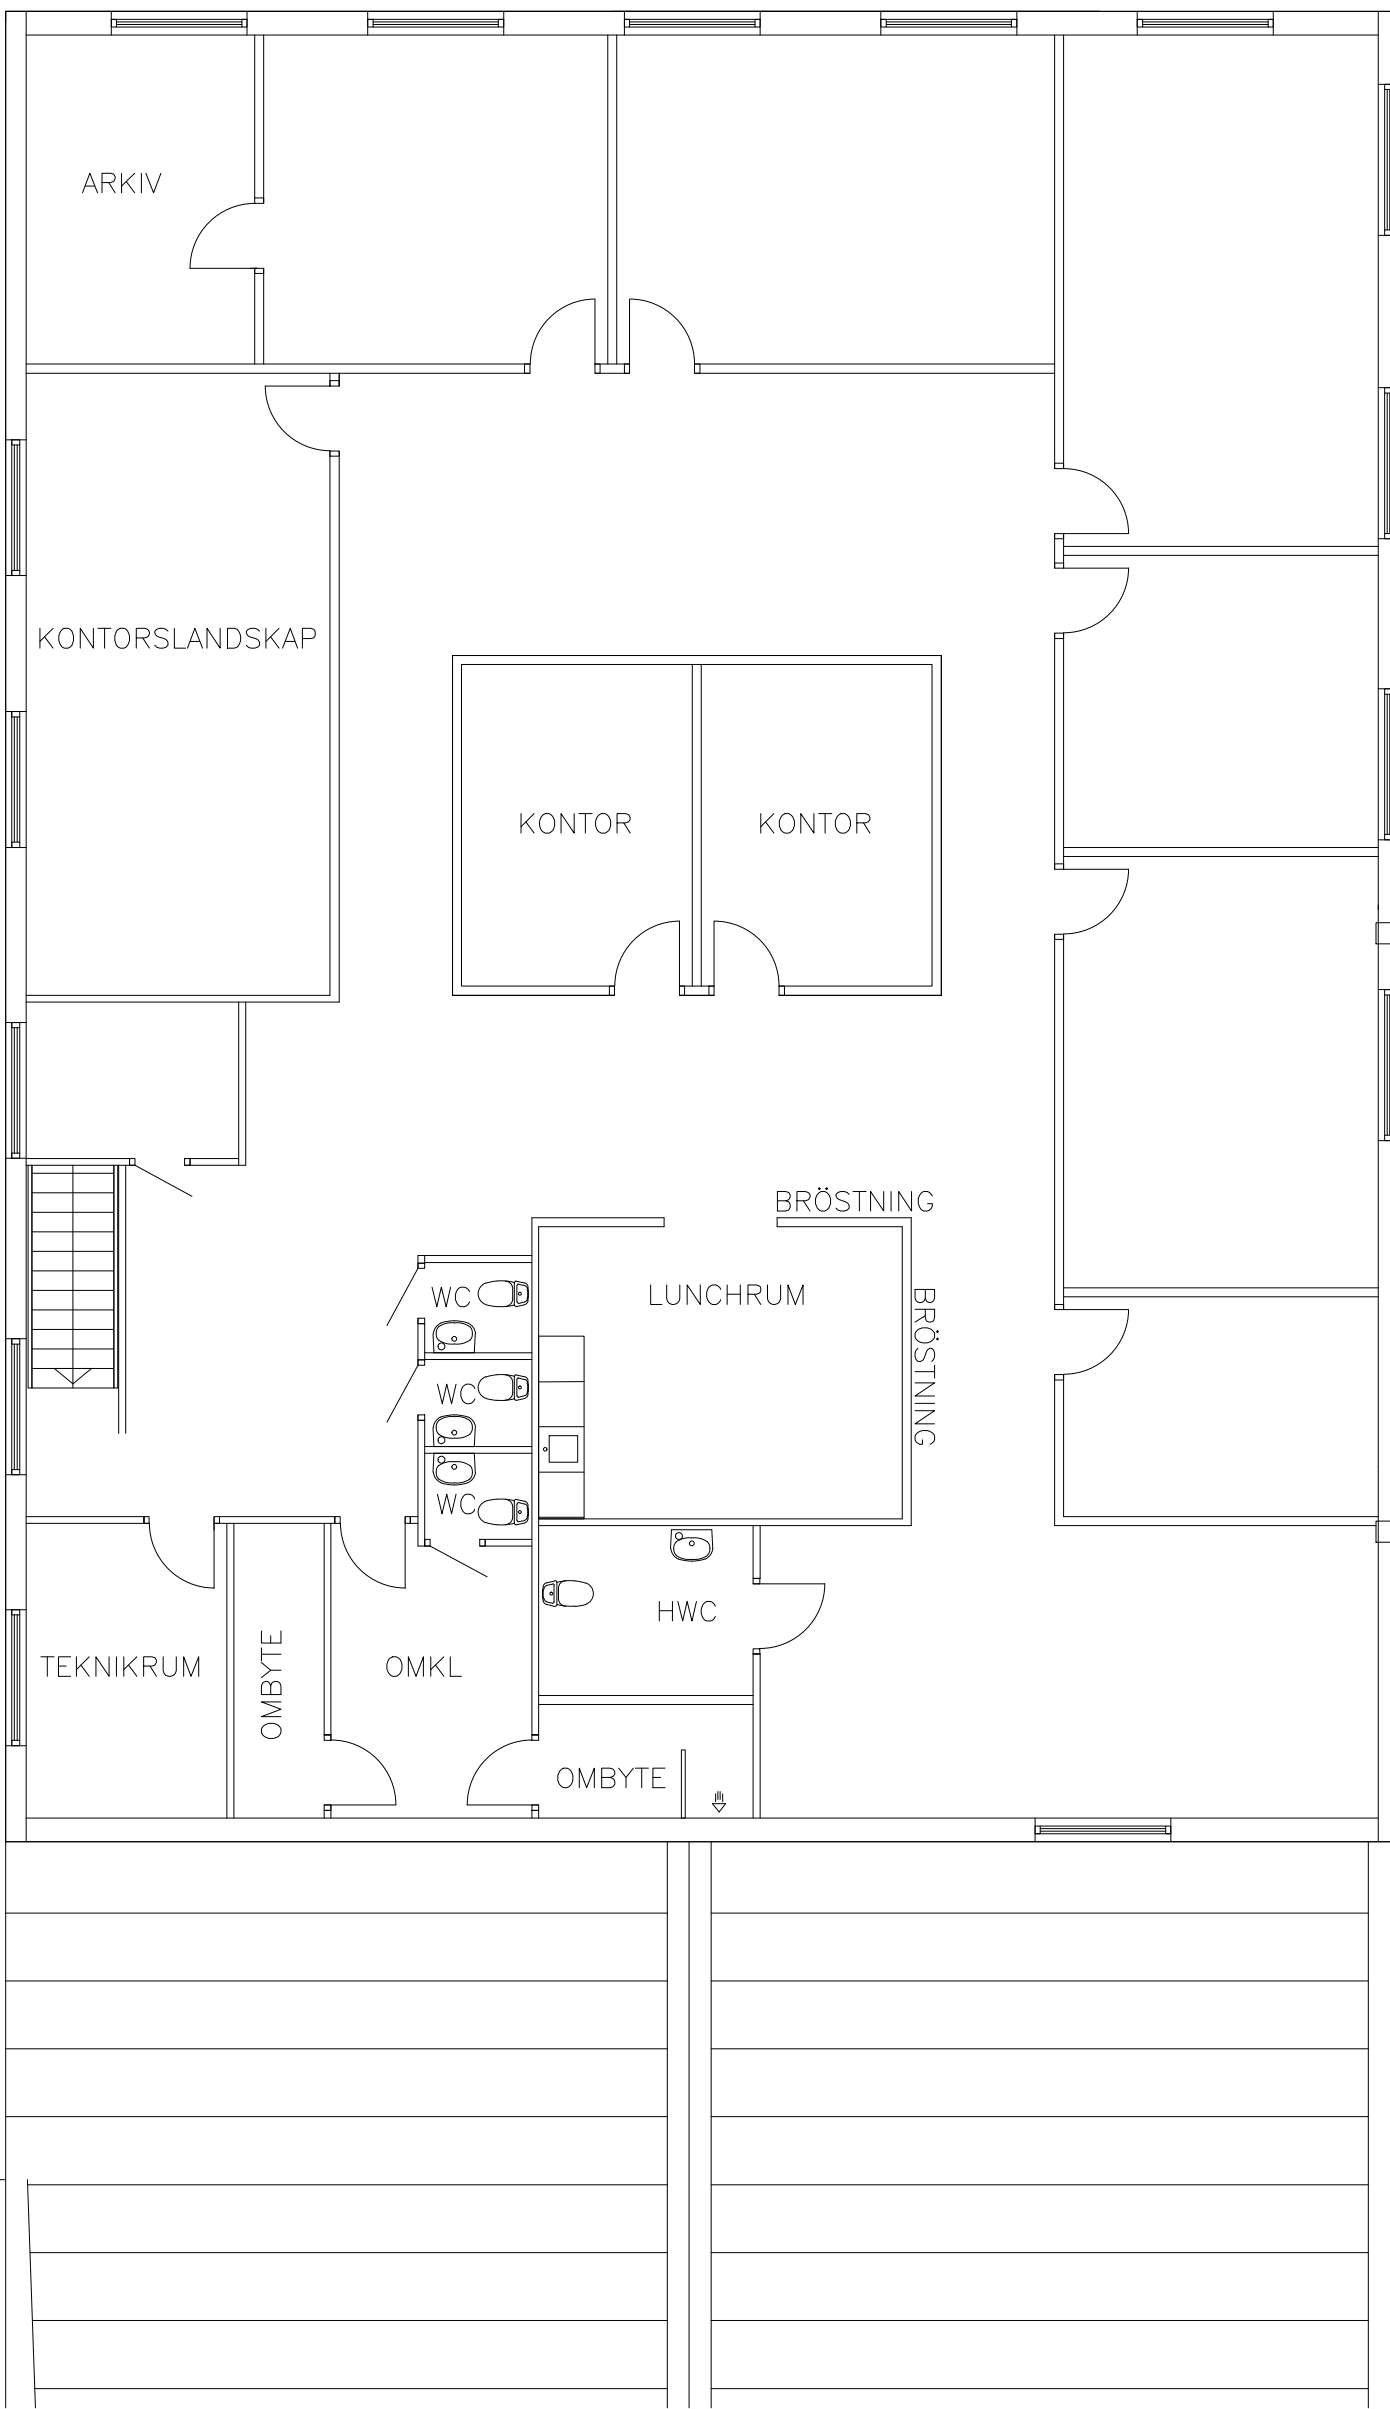 ARKIV
KONTORSLANDSKAP
KONTOR
KONTOR
BRÖSTNING
LUNCHRUM
BRÖSTNING
WC
WC
WC
HWC
TEKNIKRUM
OMBYTE
OMKL
OMBYTE